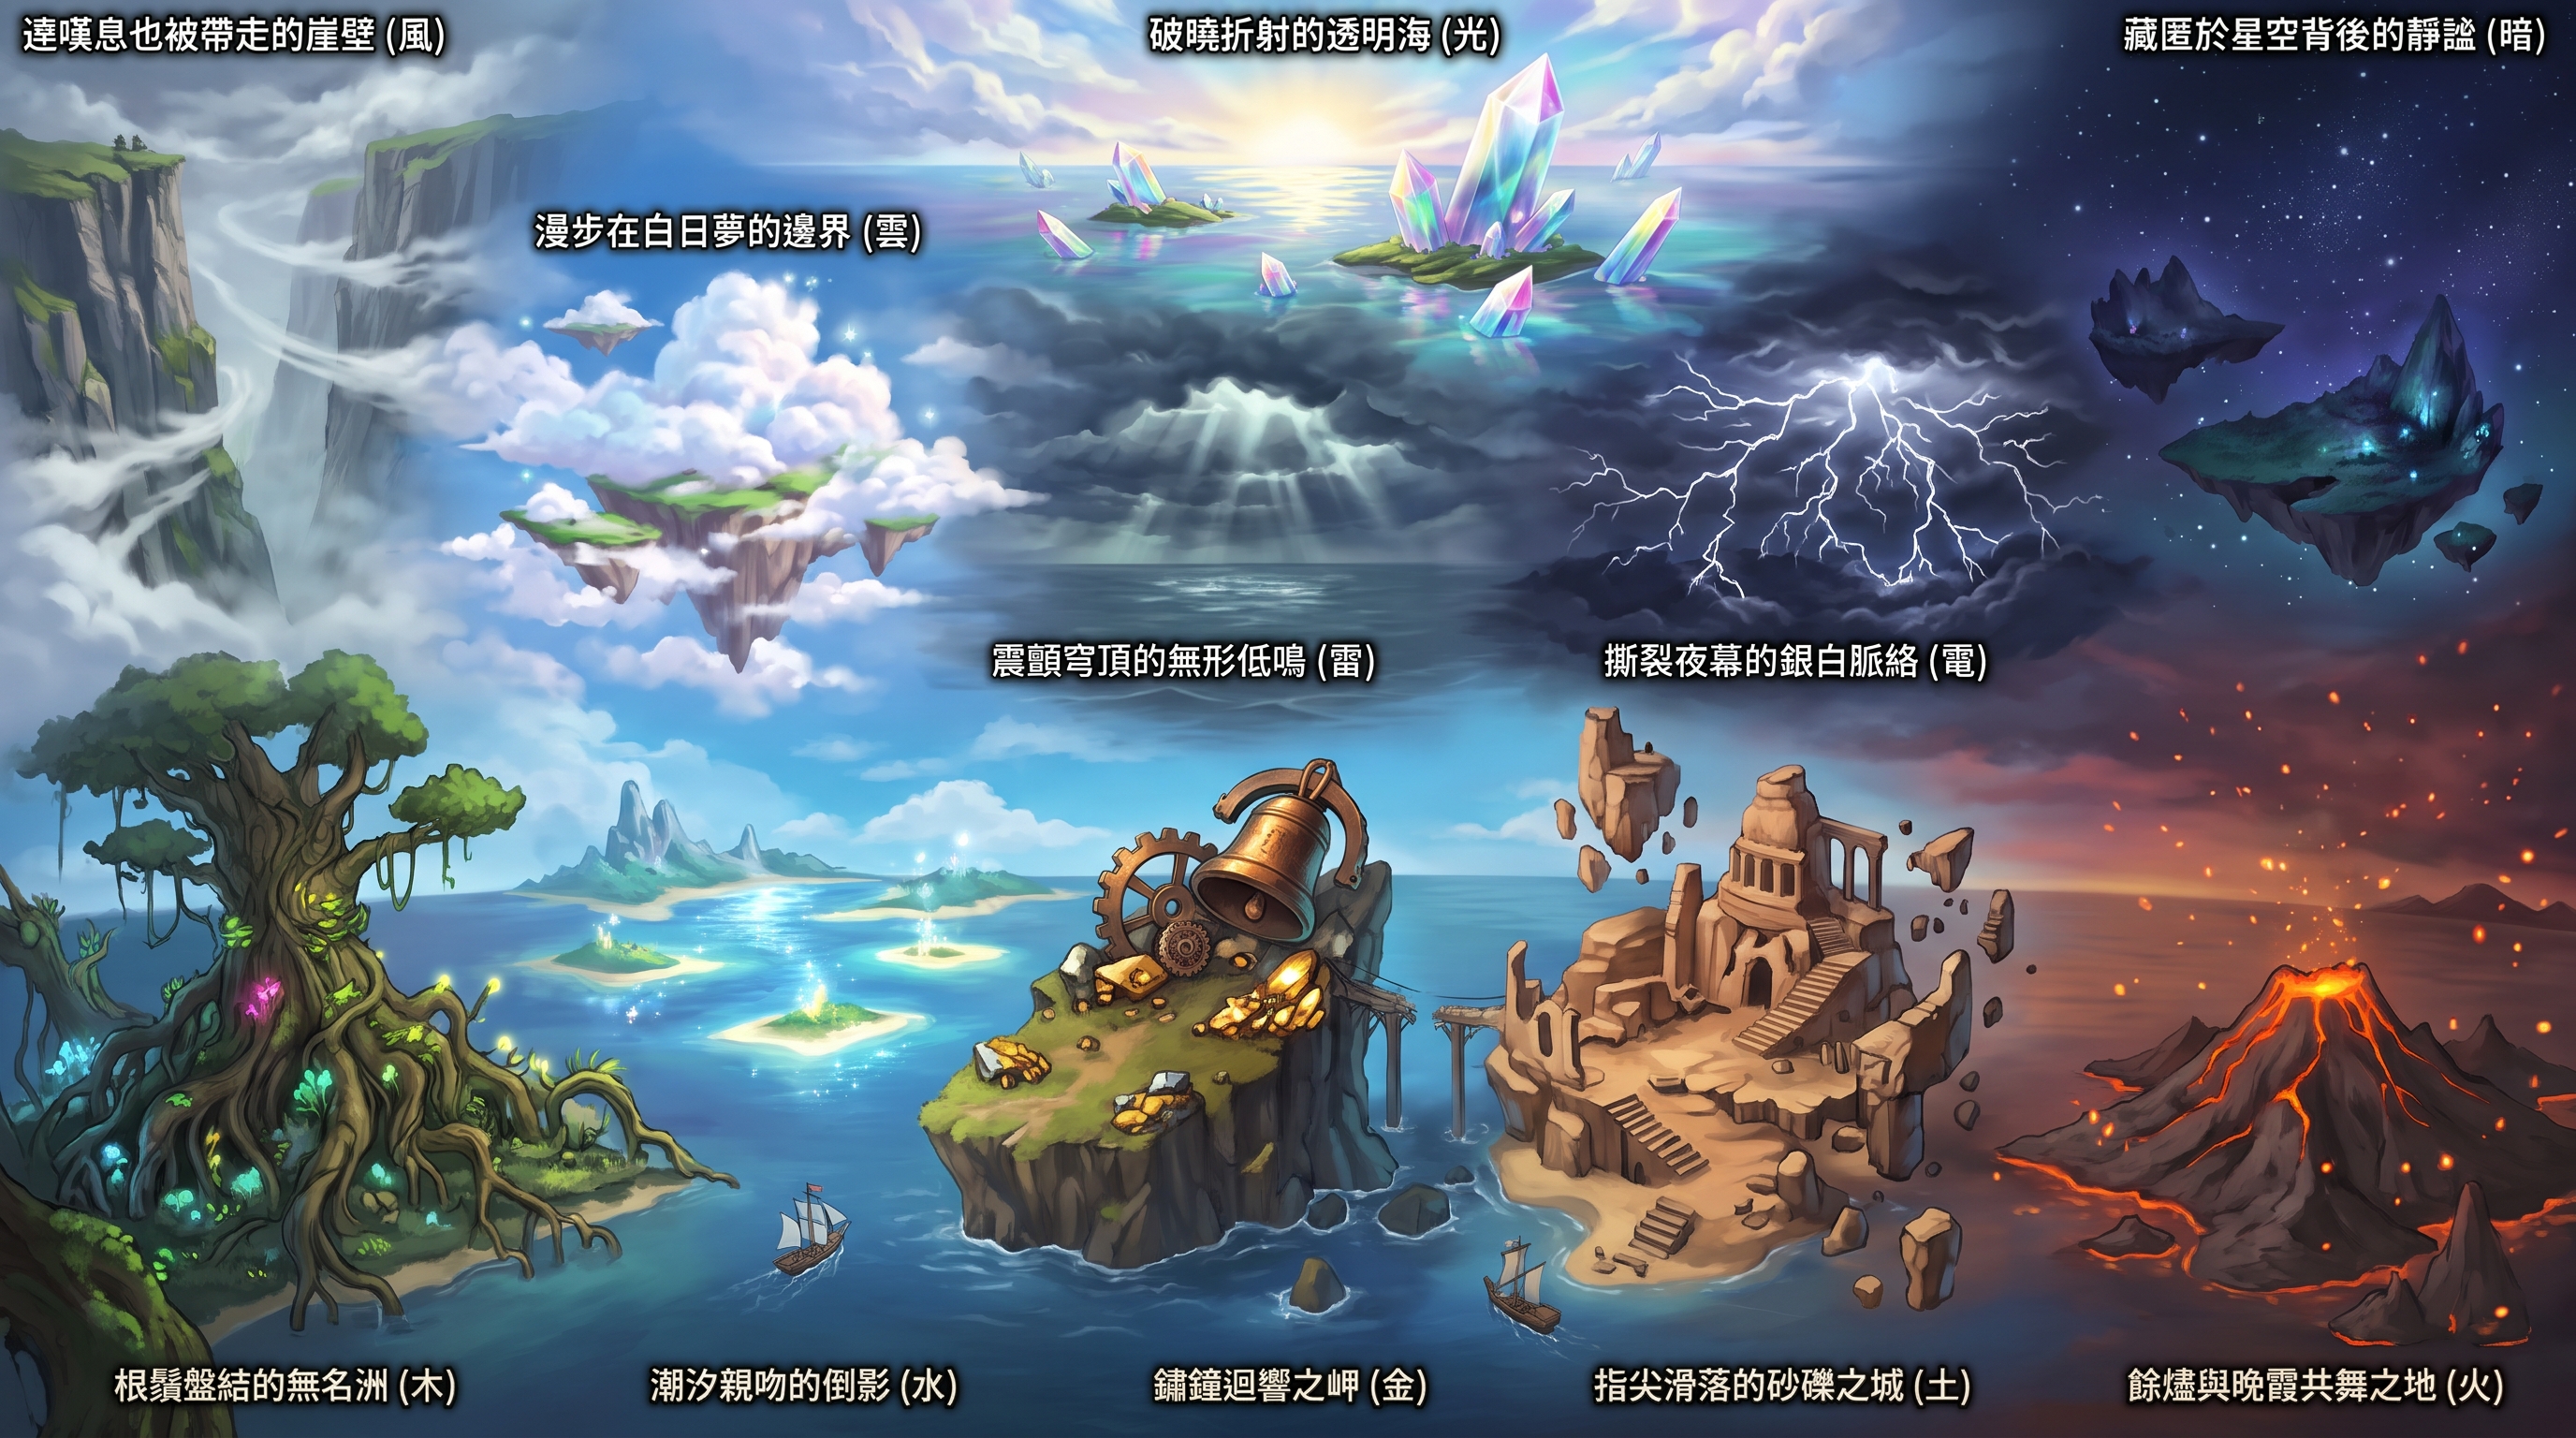 達嘆息也被帶走的崖壁 (風)
破曉折射的透明海 (光)
藏匿於星空背後的靜謐 (暗)
漫步在白日夢的邊界 (雲)
震顫穹頂的無形低鳴 (雷)
撕裂夜幕的銀白脈絡 (電)
根鬚盤結的無名洲 (木)
潮汐親吻的倒影 (水)
鏽鐘迴響之岬 (金)
指尖滑落的砂礫之城 (土)
餘燼與晚霞共舞之地 (火)